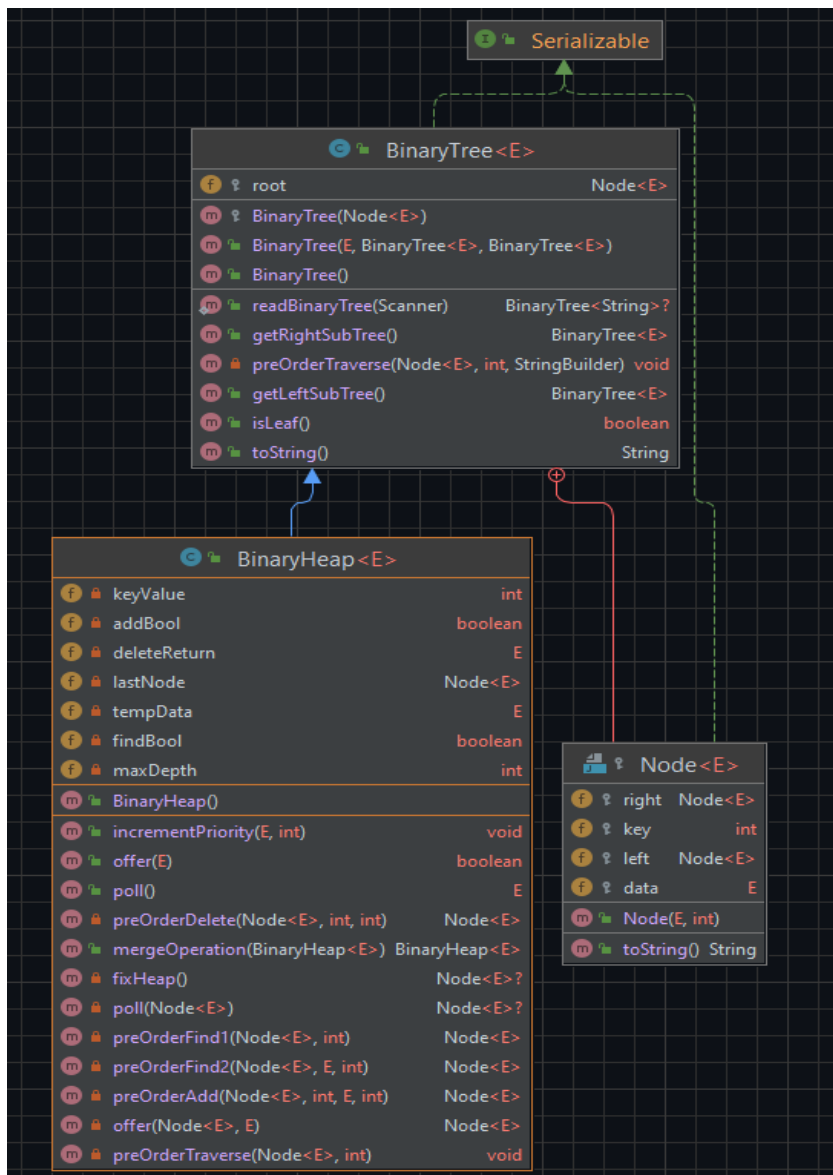 Serializable
BinaryTree<E>
root Node<E>
BinaryTree(Node<E>)
BinaryTree(E, BinaryTree<E>, BinaryTree<E>)
BinaryTree()
readBinaryTree(Scanner) BinaryTree<String>?
getRightSubTree() BinaryTree<E>
preOrderTraverse(Node<E>, int, StringBuilder) void
getLeftSubTree() BinaryTree<E>
isLeaf() boolean
toString() String
BinaryHeap<E>
keyValue int
addBool boolean
deleteReturn E
lastNode Node<E>
tempData E
findBool boolean
maxDepth int
BinaryHeap()
incrementPriority(E, int) void
offer(E) boolean
poll() E
preOrderDelete(Node<E>, int, int) Node<E>
mergeOperation(BinaryHeap<E>) BinaryHeap<E>
fixHeap() Node<E>?
poll(Node<E>) Node<E>?
preOrderFind1(Node<E>, int) Node<E>
preOrderFind2(Node<E>, E, int) Node<E>
preOrderAdd(Node<E>, int, E, int) Node<E>
offer(Node<E>, E) Node<E>
preOrderTraverse(Node<E>, int) void
Node<E>
right Node<E>
key int
left Node<E>
data E
Node(E, int)
toString() String